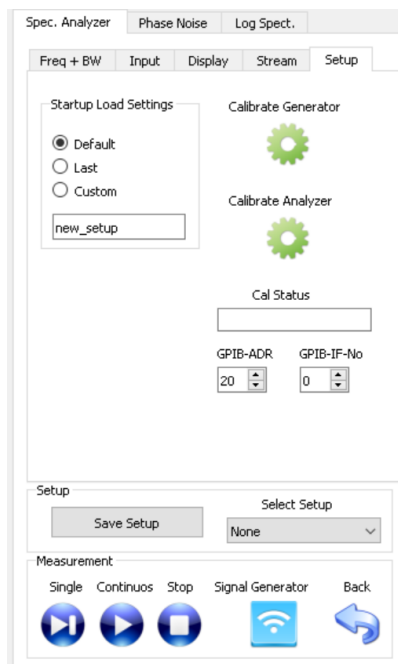 Spec. Analyzer Phase Noise Log Spect.
Freq + BW Input Display Stream Setup
Startup Load Settings
Default
Last
Custom
new_setup
Calibrate Generator
Calibrate Analyzer
Cal Status
GPIB-ADR GPIB-IF-No
20 0
Setup
Save Setup
Select Setup
None
Measurement
Single Continuos Stop Signal Generator Back